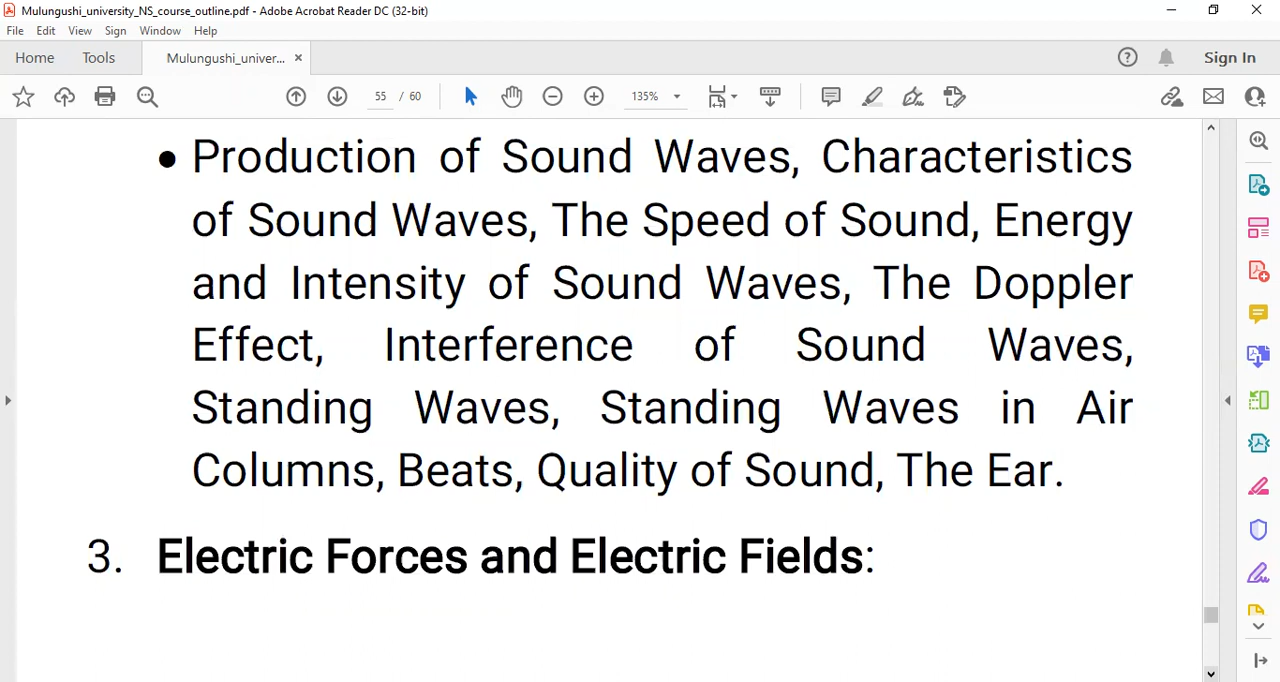 Mulungushi_university_NS_course_outline.pdf - Adobe Acrobat Reader DC (32-bit)
File Edit View Sign Window Help
Home Tools Mulungushi_univer... × Sign In
55 / 60 135%
• Production of Sound Waves, Characteristics
of Sound Waves, The Speed of Sound, Energy
and Intensity of Sound Waves, The Doppler
Effect, Interference of Sound Waves,
Standing Waves, Standing Waves in Air
Columns, Beats, Quality of Sound, The Ear.
3. Electric Forces and Electric Fields: